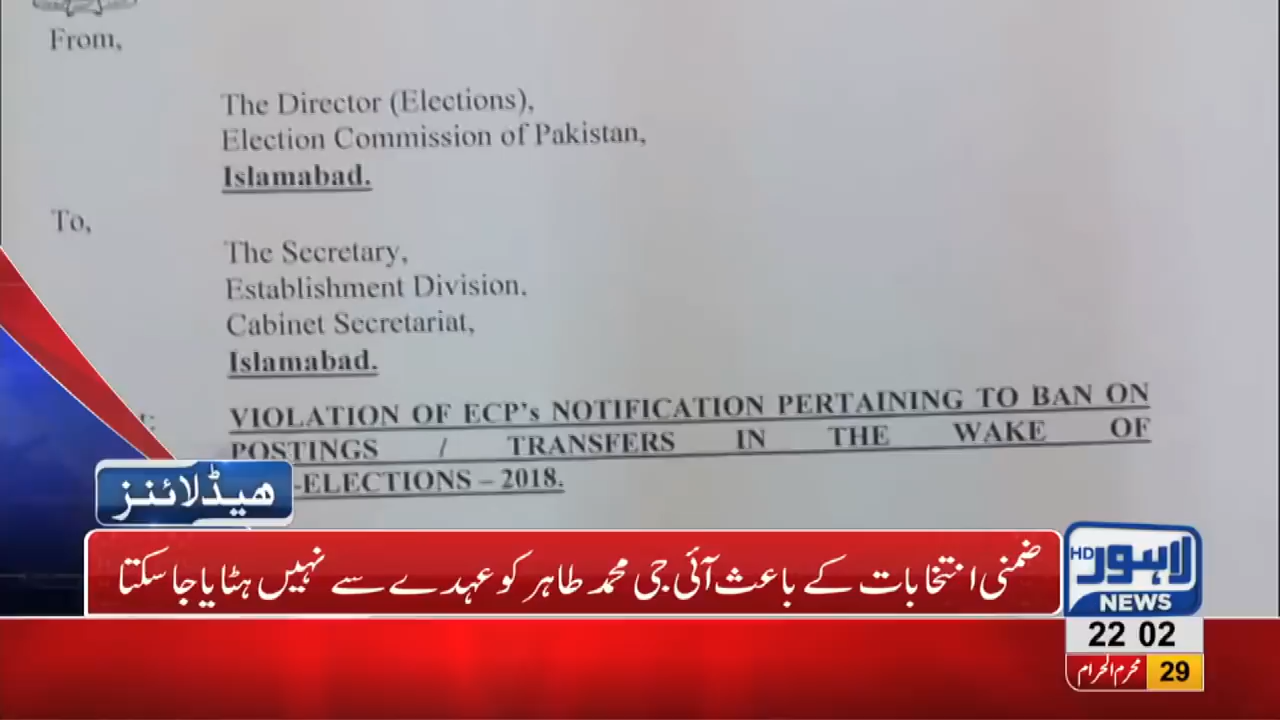 From,
The Director (Elections),
Election Commission of Pakistan,
Islamabad.
To,
The Secretary,
Establishment Division.
Cabinet Secretariat,
Islamabad.
VIOLATION OF ECP's NOTIFICATION PERTAINING TO BAN ON
POSTINGS / TRANSFERS IN THE WAKE OF
-ELECTIONS – 2018.
ھیڈلائنز
ضمنی انتخابات کے باعث آئی جی محمد طاہر کو عہدے سے نہیں ہٹایا جا سکتا
HD لاہور
NEWS
22 02
محرم الحرام 29